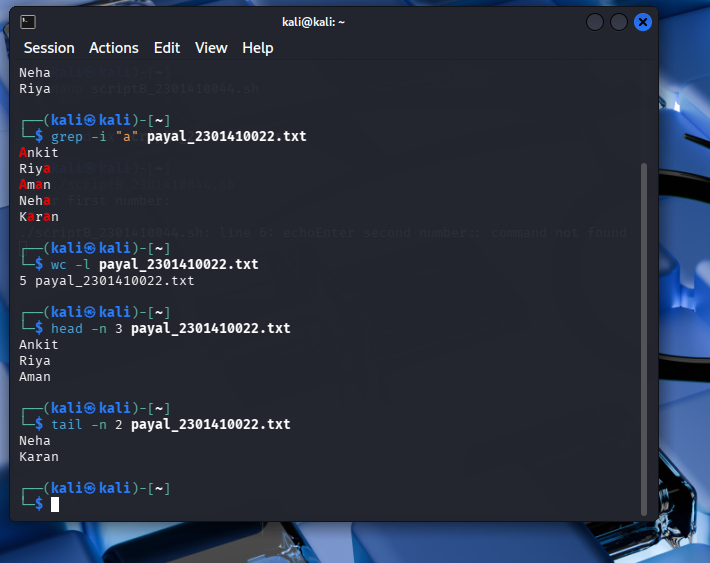 kali@kali: ~
Session Actions Edit View Help
Neha
Riya
┌──(kali㉿kali)-[~]
└─$ grep -i "a" payal_2301410022.txt
Ankit
Riya
Aman
Neha
Karan
┌──(kali㉿kali)-[~]
└─$ wc -l payal_2301410022.txt
5 payal_2301410022.txt
┌──(kali㉿kali)-[~]
└─$ head -n 3 payal_2301410022.txt
Ankit
Riya
Aman
┌──(kali㉿kali)-[~]
└─$ tail -n 2 payal_2301410022.txt
Neha
Karan
┌──(kali㉿kali)-[~]
└─$